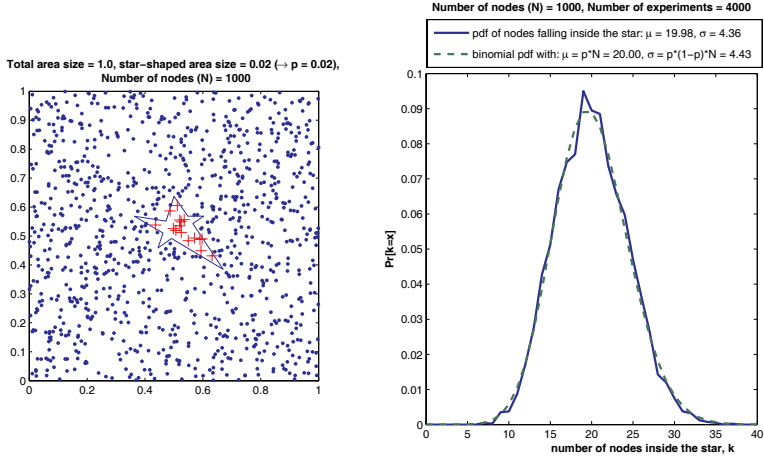 Total area size = 1.0, star-shaped area size = 0.02 (→ p = 0.02),
Number of nodes (N) = 1000
1
0.9
0.8
0.7
0.6
0.5
0.4
0.3
0.2
0.1
0
0 0.2 0.4 0.6 0.8 1
Number of nodes (N) = 1000, Number of experiments = 4000
pdf of nodes falling inside the star: μ = 19.98, σ = 4.36
binomial pdf with: μ = p*N = 20.00, σ = p*(1-p)*N = 4.43
0.1
0.09
0.08
0.07
0.06
0.05
0.04
0.03
0.02
0.01
0
Pr[k=x]
0 5 10 15 20 25 30 35 40
number of nodes inside the star, k